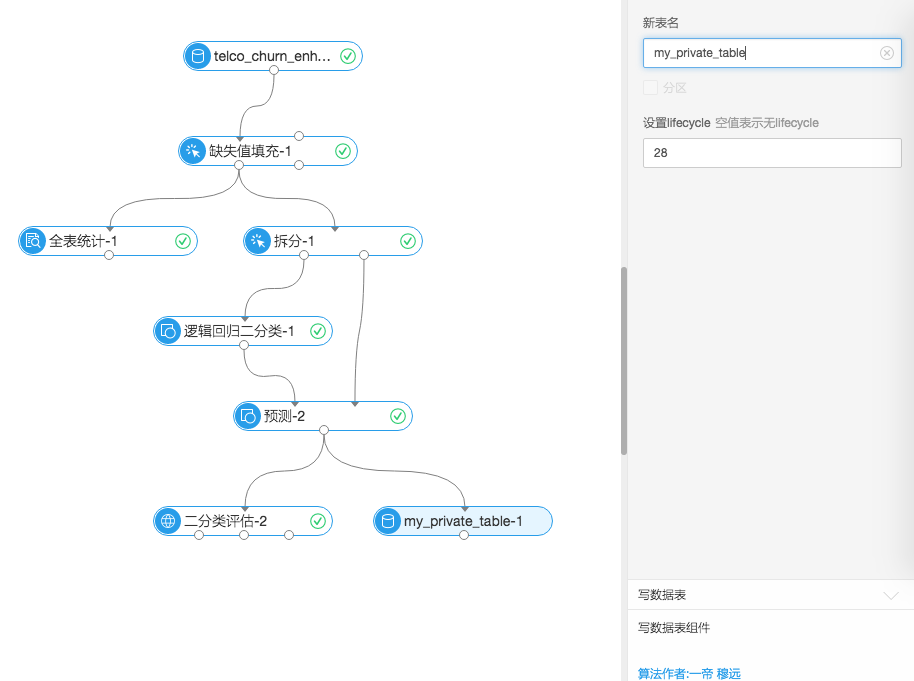 telco_churn_enh...
缺失值填充-1
全表统计-1
拆分-1
逻辑回归二分类-1
预测-2
二分类评估-2
my_private_table-1
新表名
my_private_table
分区
设置lifecycle 空值表示无lifecycle
28
写数据表
写数据表组件
算法作者:一帝 穆远